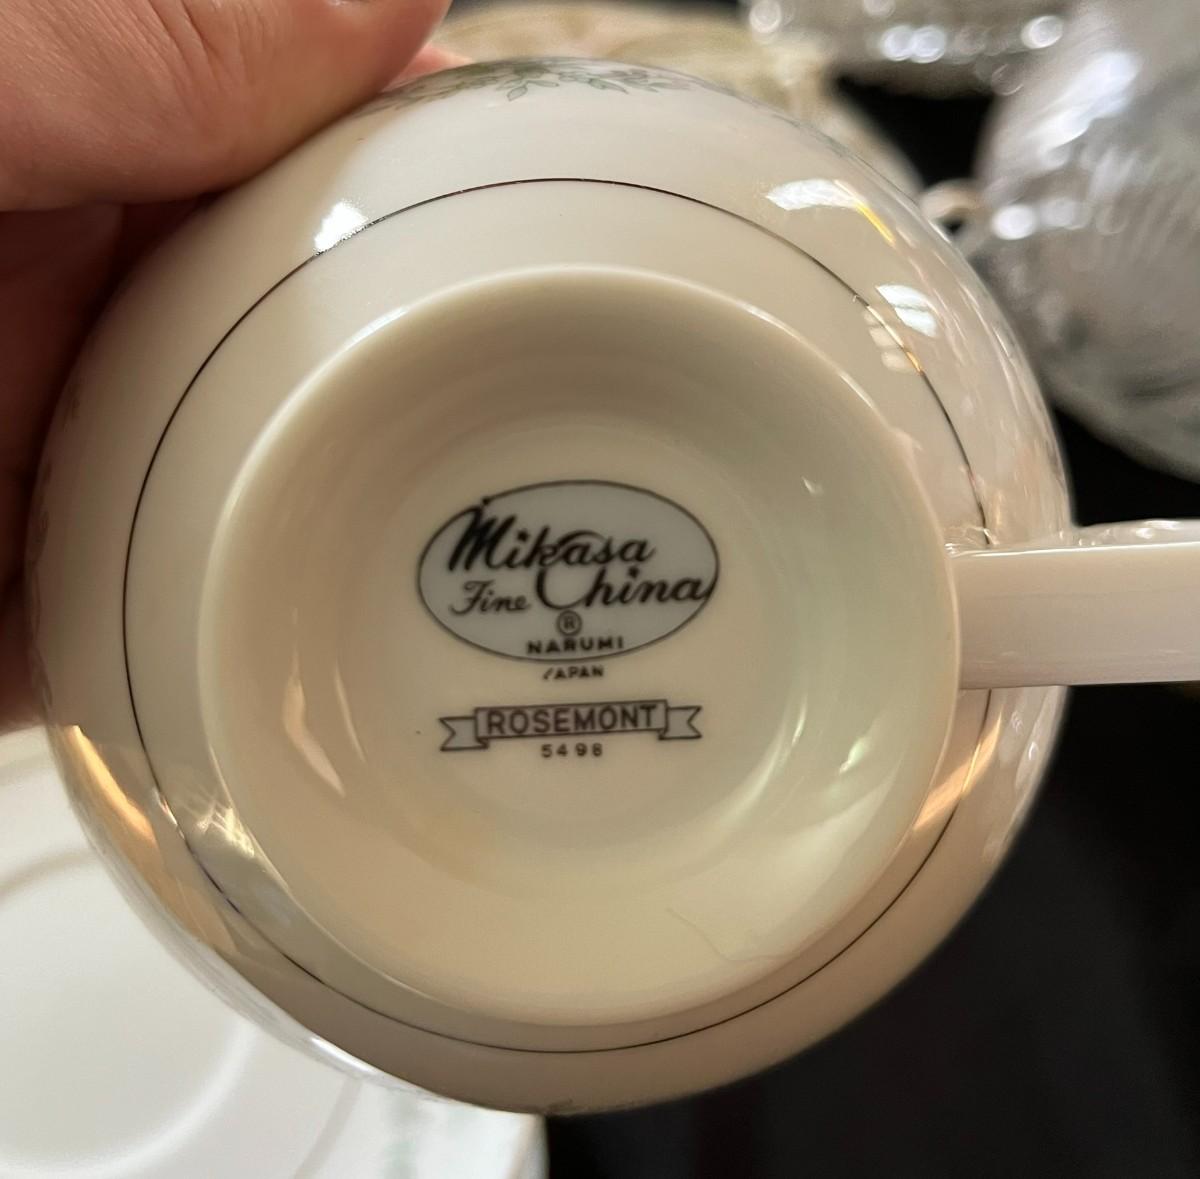 Mikasa
Fine China
®
NARUMI
JAPAN
ROSEMONT
5498